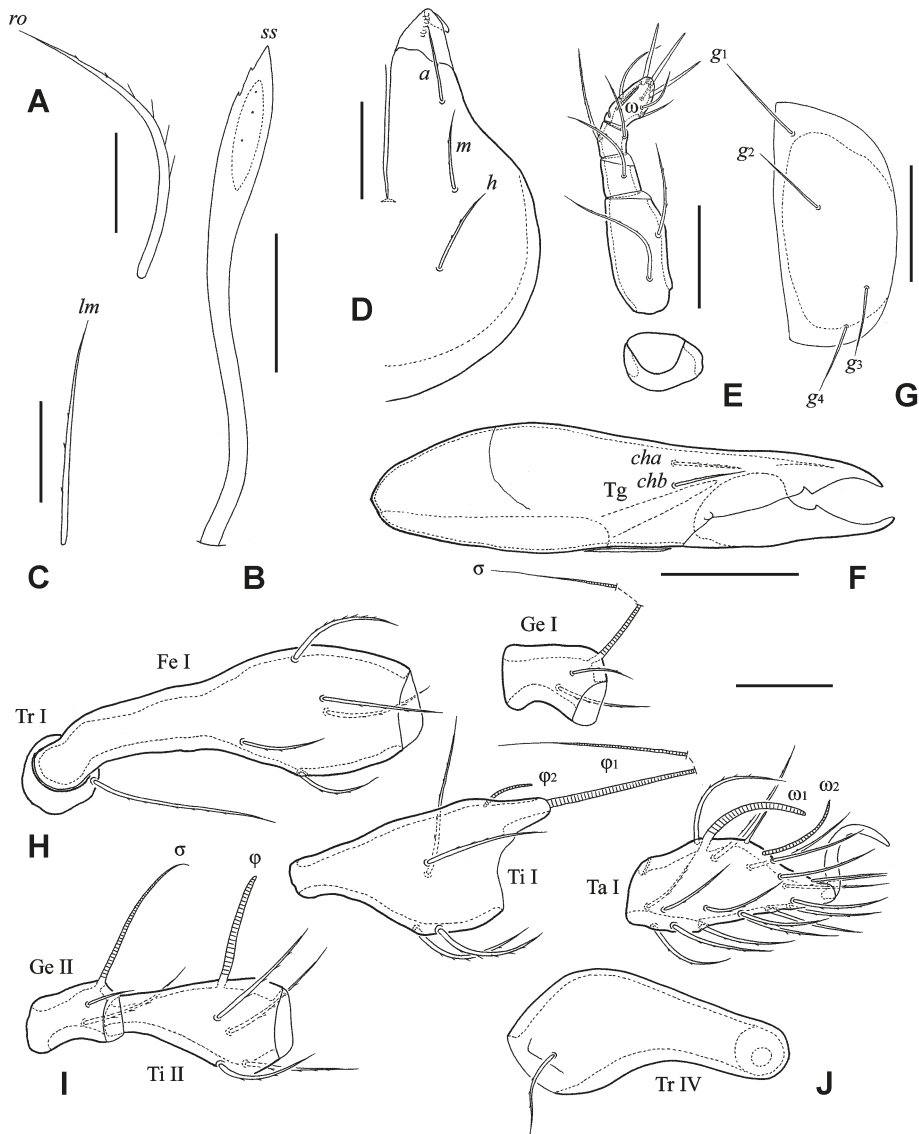 ro
A
ss
B
lm
C
a
m
h
D
ω
E
g1
g2
g3
g4
G
cha
chb
Tg
F
σ
Ge I
Fe I
Tr I
H
φ2
φ1
Ti I
ω1
ω2
Ta I
σ
φ
Ge II
Ti II
I
Tr IV
J